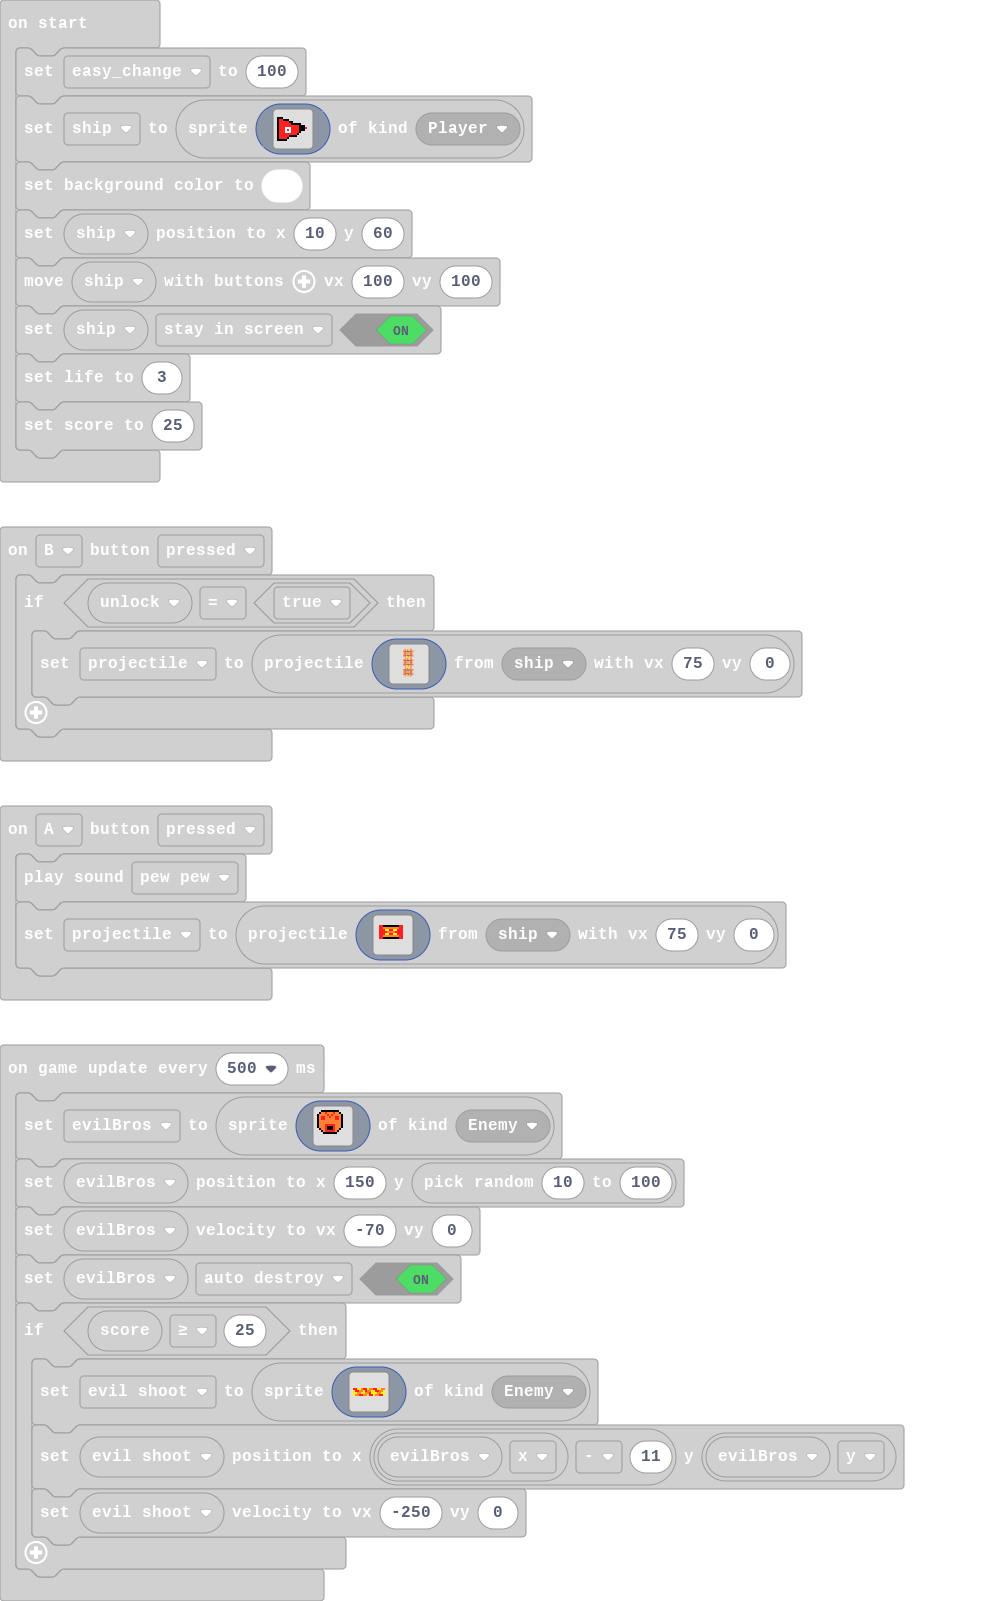 on start
set easy_change to 100
set ship to sprite of kind Player
set background color to
set ship position to x 10 y 60
move ship with buttons vx 100 vy 100
set ship stay in screen ON
set life to 3
set score to 25
on B button pressed
if unlock = true then
set projectile to projectile from ship with vx 75 vy 0
on A button pressed
play sound pew pew
set projectile to projectile from ship with vx 75 vy 0
on game update every 500 ms
set evilBros to sprite of kind Enemy
set evilBros position to x 150 y pick random 10 to 100
set evilBros velocity to vx -70 vy 0
set evilBros auto destroy ON
if score ≥ 25 then
set evil shoot to sprite of kind Enemy
set evil shoot position to x evilBros x - 11 y evilBros y
set evil shoot velocity to vx -250 vy 0